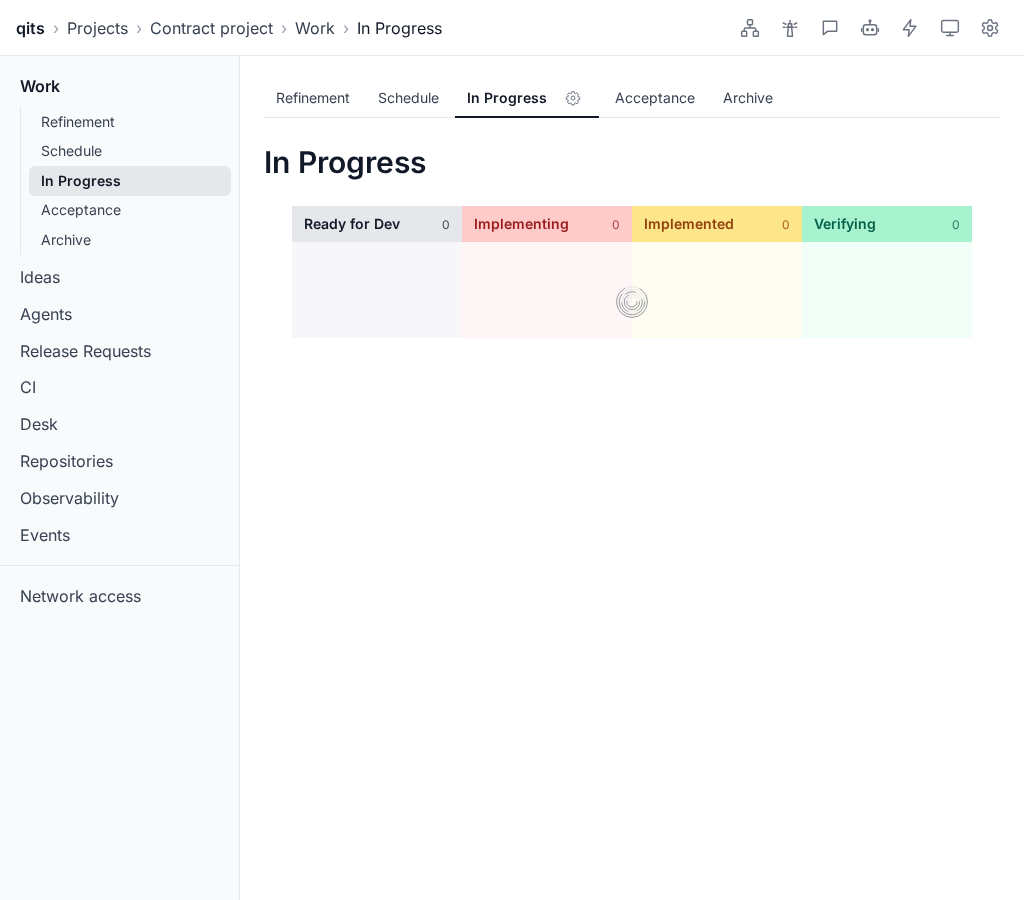 qits › Projects › Contract project › Work › In Progress
Work
Refinement
Schedule
In Progress
Acceptance
Archive
Ideas
Agents
Release Requests
CI
Desk
Repositories
Observability
Events
Network access
Refinement Schedule In Progress Acceptance Archive
In Progress
Ready for Dev 0 Implementing 0 Implemented 0 Verifying 0